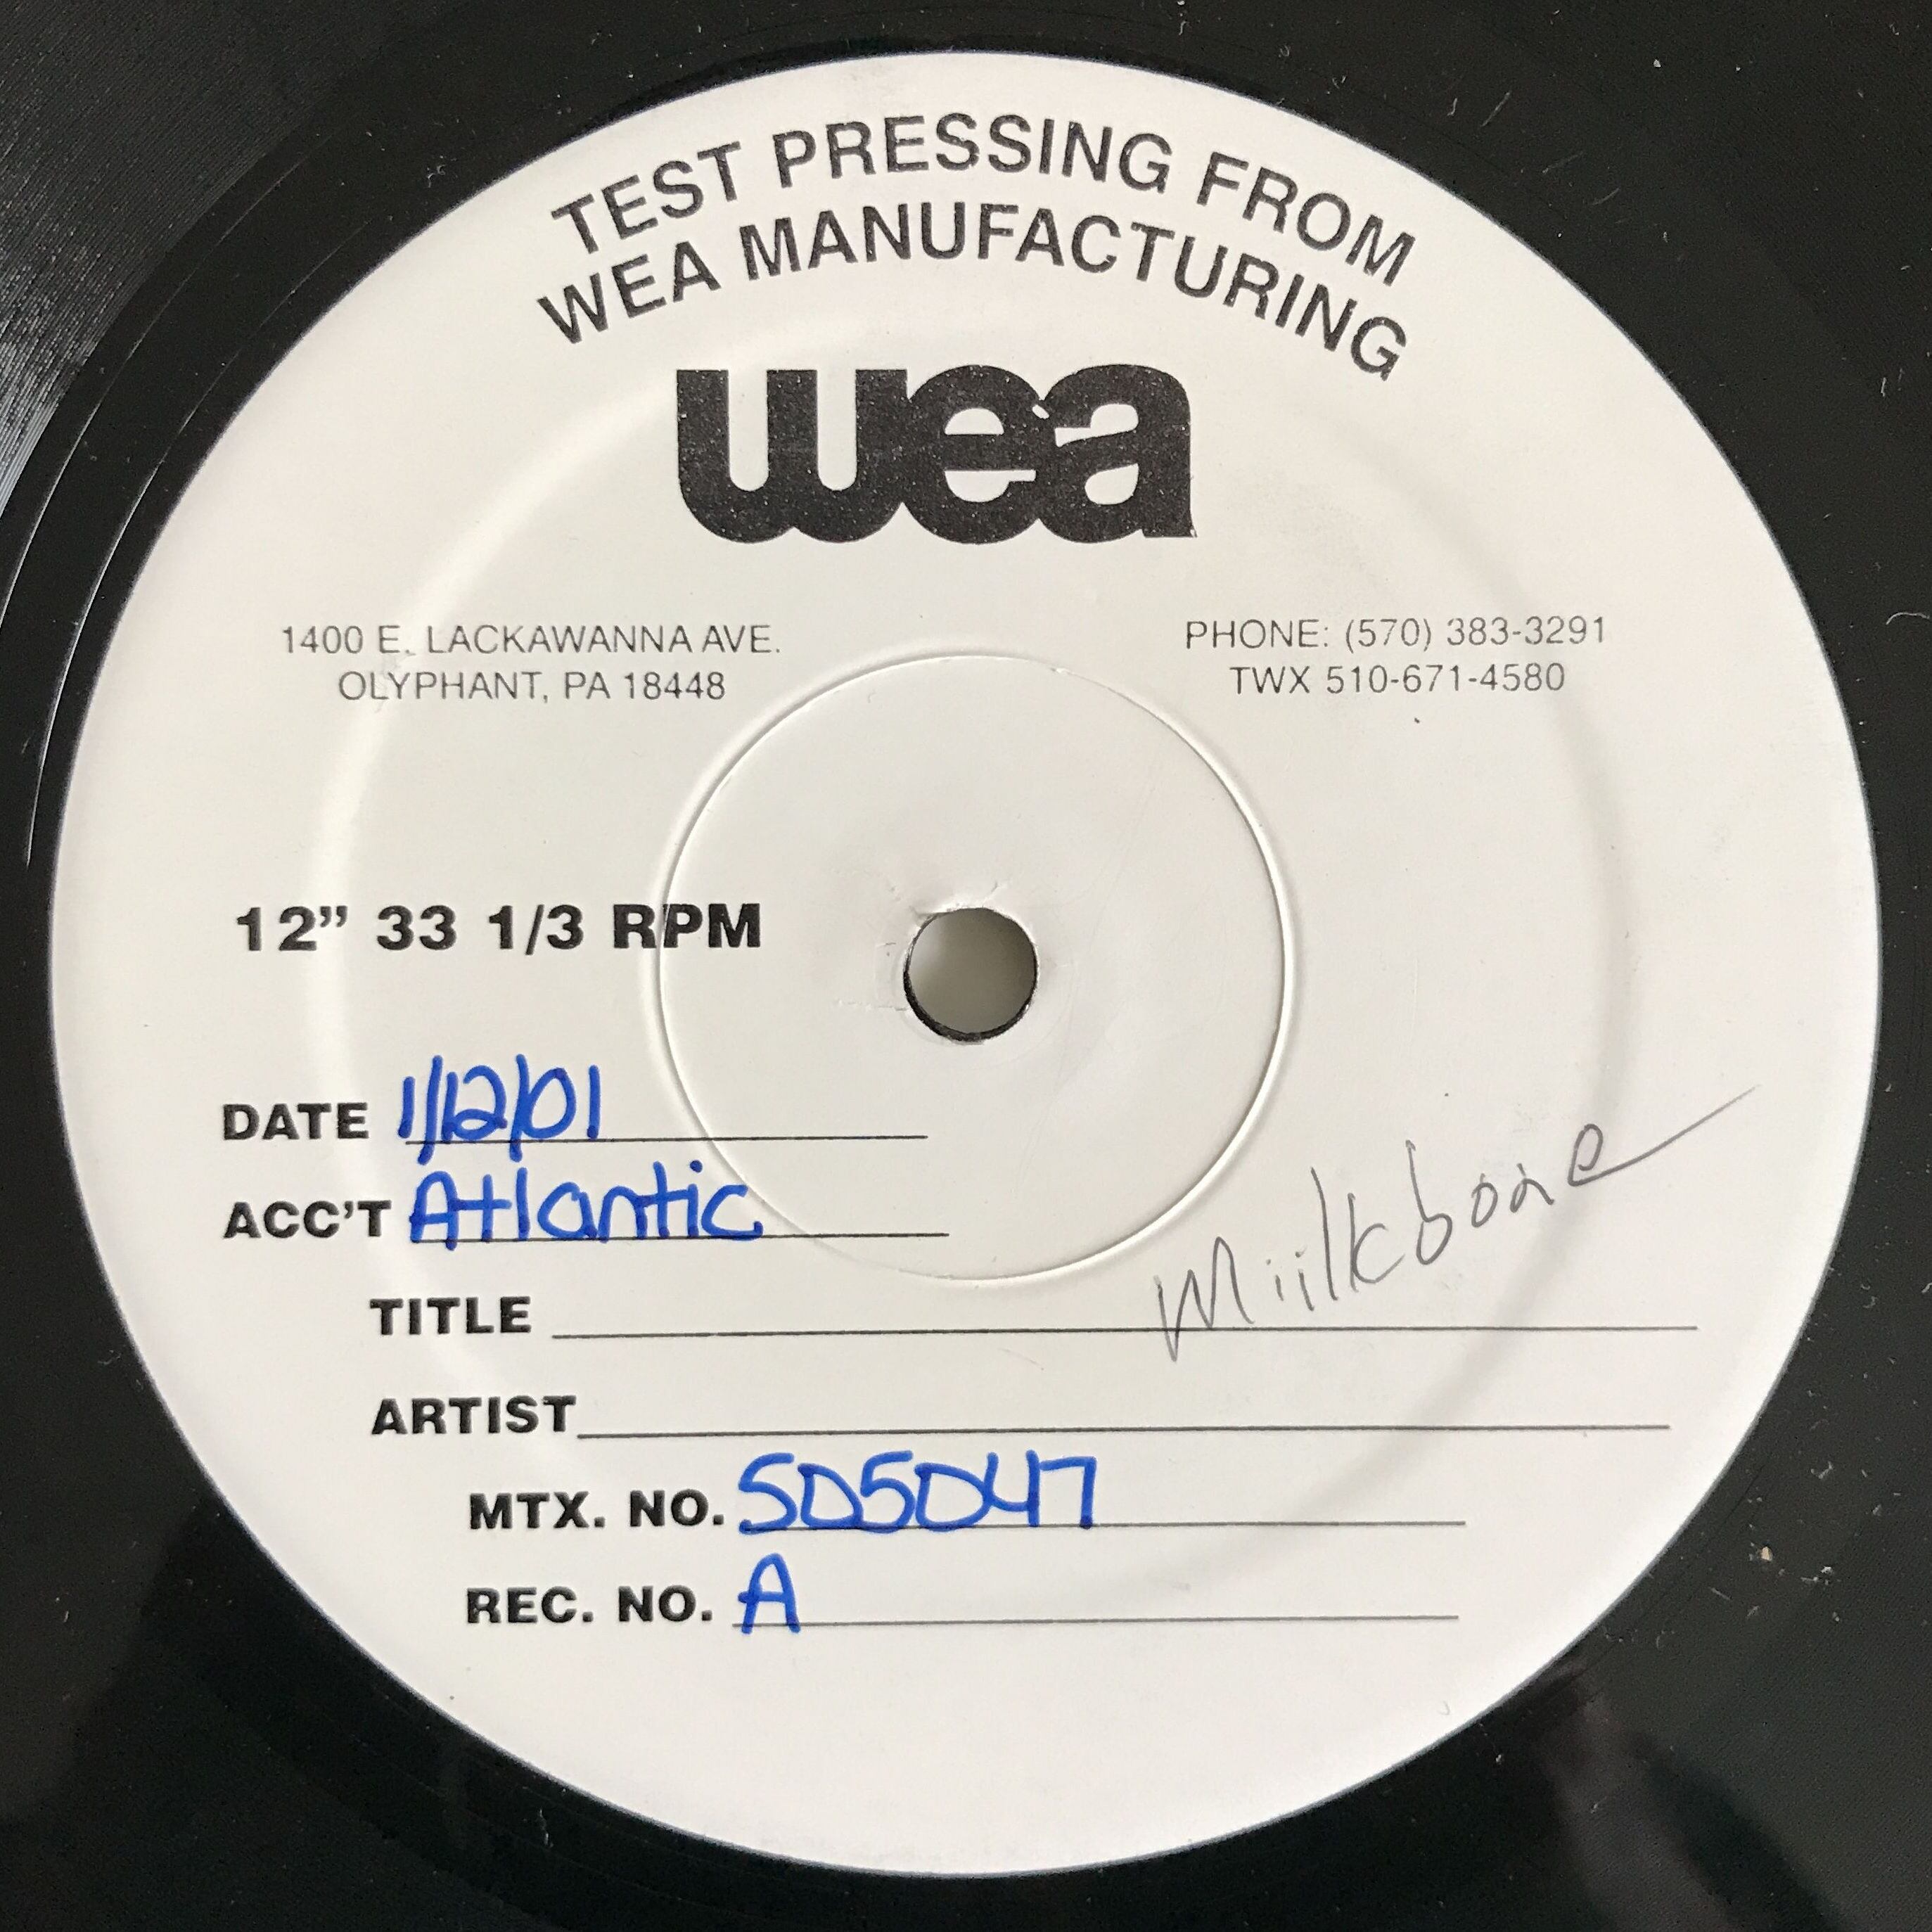 TEST PRESSING FROM
WEA MANUFACTURING
wea
1400 E. LACKAWANNA AVE.
OLYPHANT, PA 18448
PHONE: (570) 383-3291
TWX 510-671-4580
12” 33 1/3 RPM
DATE 1/12/01
ACC'T Atlantic
Miilkbone
TITLE
ARTIST
MTX. NO. SD5047
REC. NO. A